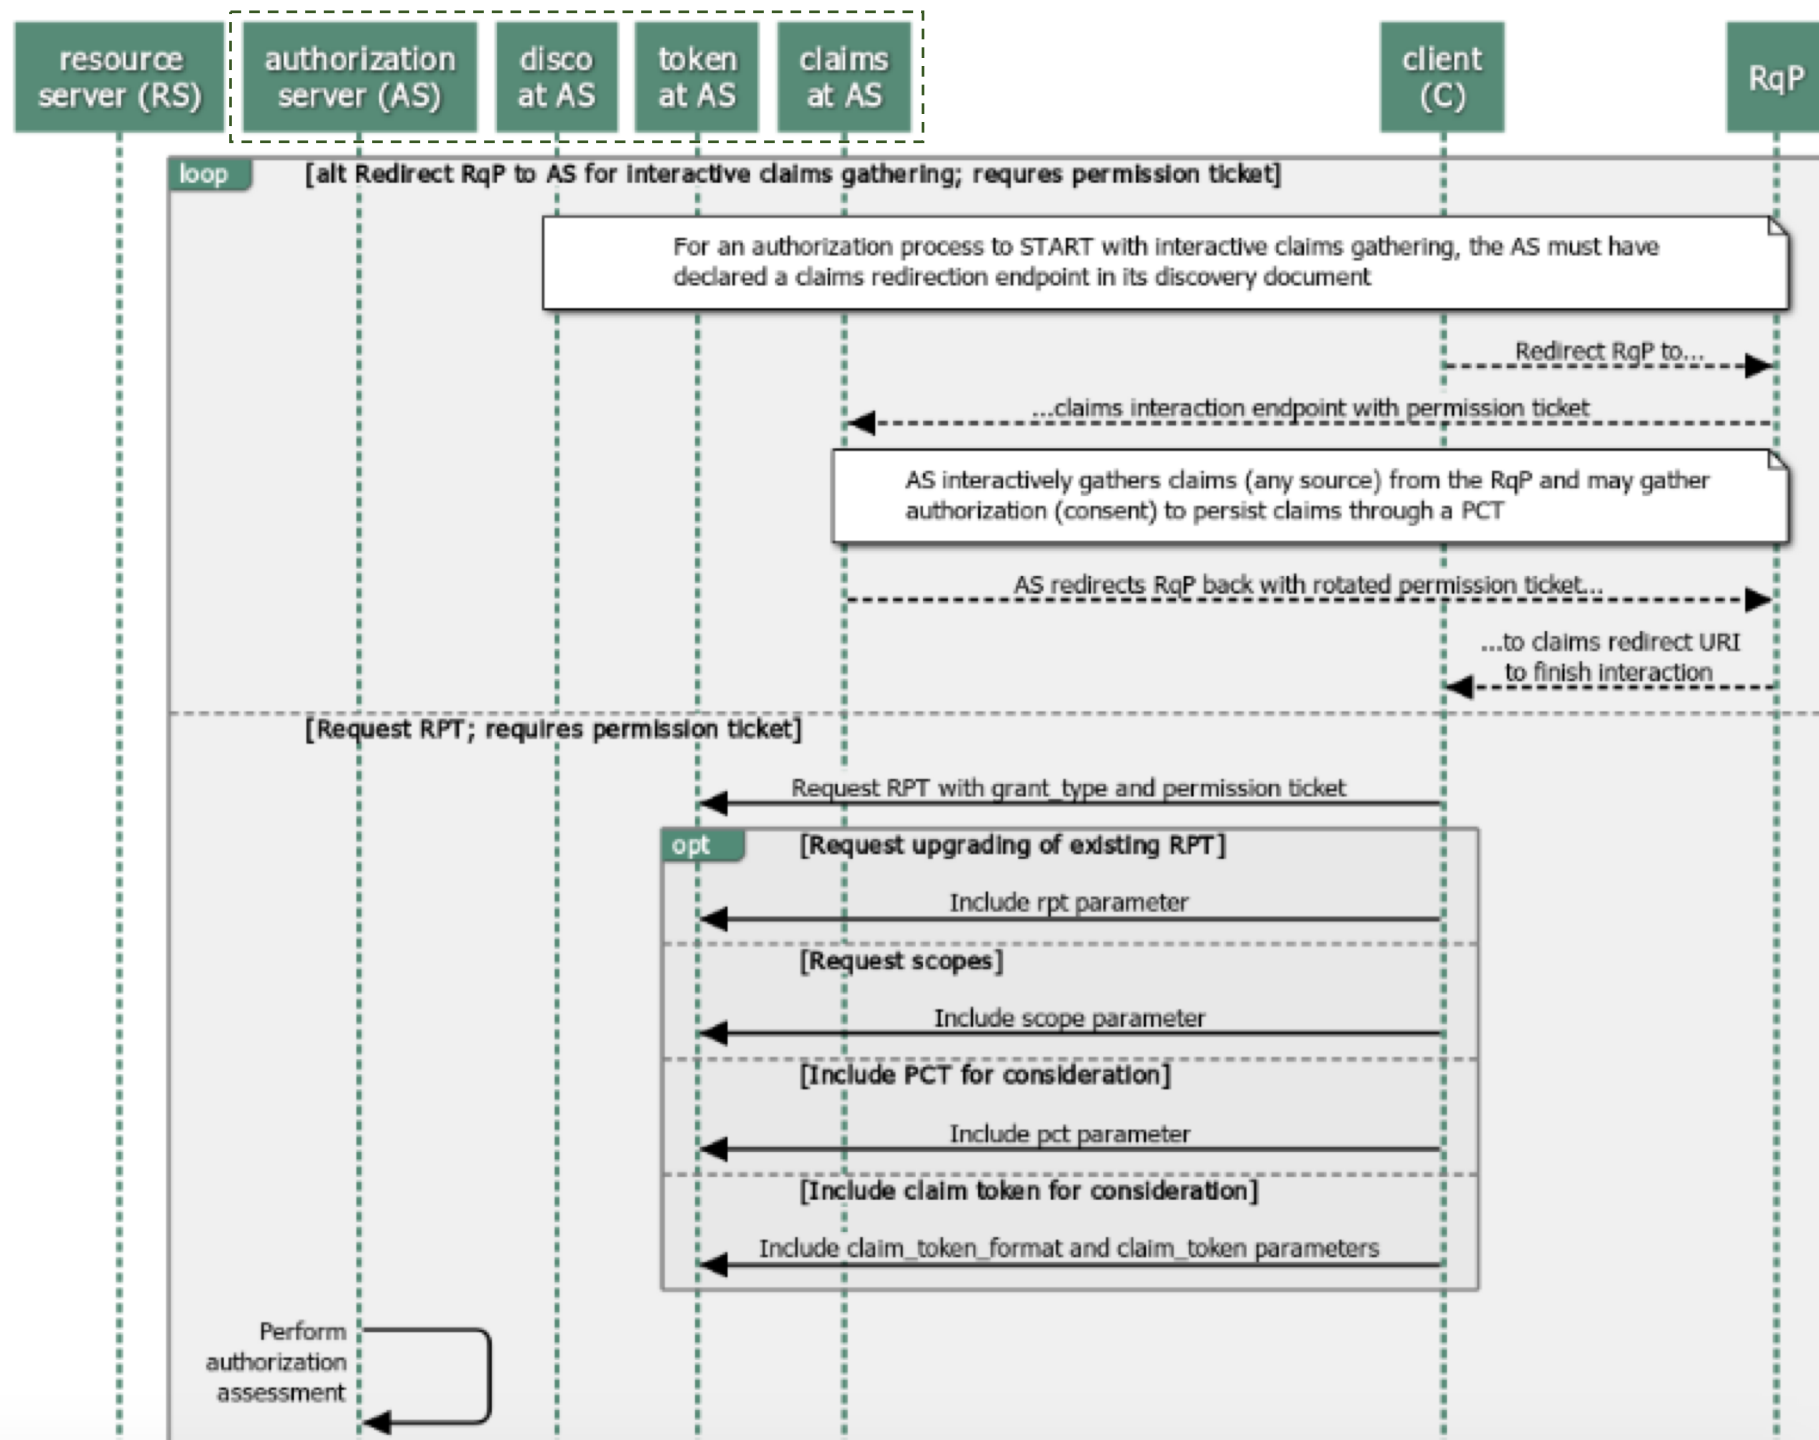 resource
server (RS)
authorization
server (AS)
disco
at AS
token
at AS
claims
at AS
client
(C)
RqP
loop
[alt Redirect RqP to AS for interactive claims gathering; requres permission ticket]
For an authorization process to START with interactive claims gathering, the AS must have
declared a claims redirection endpoint in its discovery document
Redirect RqP to...
...claims interaction endpoint with permission ticket
AS interactively gathers claims (any source) from the RqP and may gather
authorization (consent) to persist claims through a PCT
AS redirects RqP back with rotated permission ticket...
...to claims redirect URI
to finish interaction
[Request RPT; requires permission ticket]
Request RPT with grant_type and permission ticket
opt
[Request upgrading of existing RPT]
Include rpt parameter
[Request scopes]
Include scope parameter
[Include PCT for consideration]
Include pct parameter
[Include claim token for consideration]
Include claim_token_format and claim_token parameters
Perform
authorization
assessment